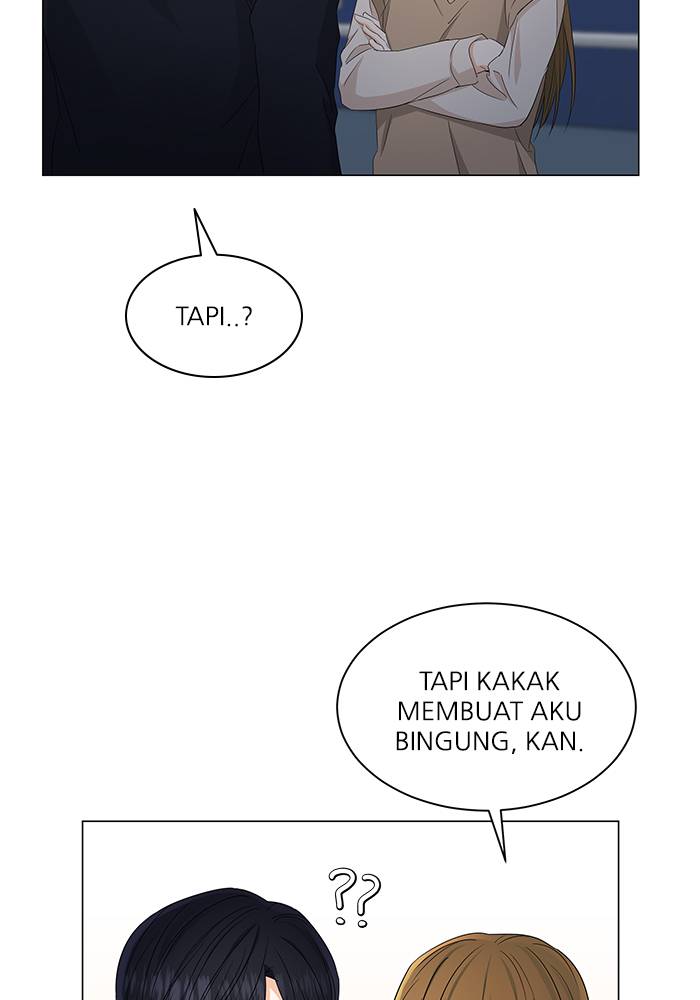 TAPI..?
TAPI KAKAK
MEMBUAT AKU
BINGUNG, KAN.
??